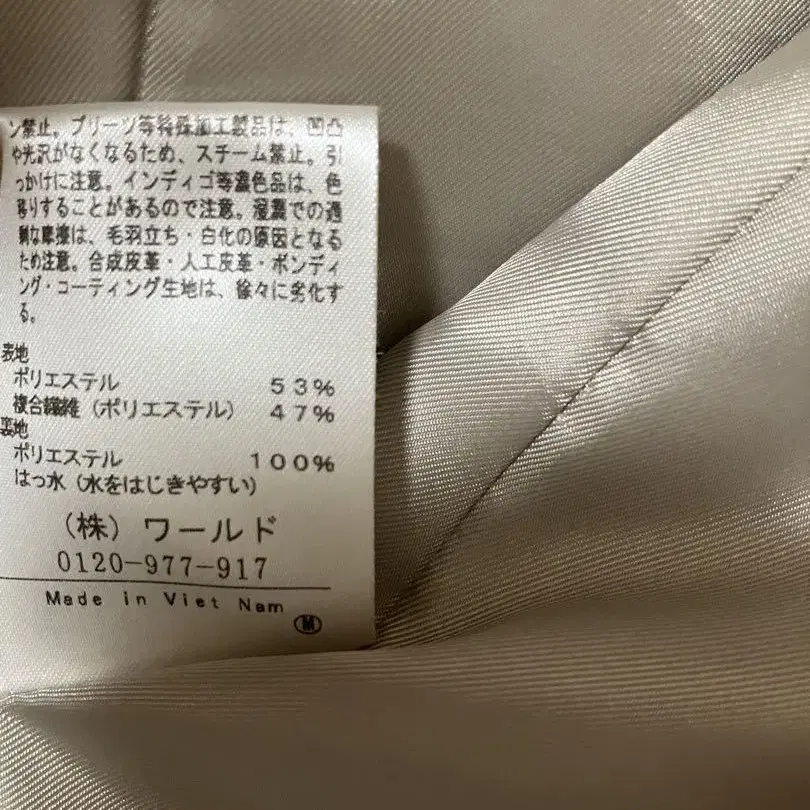 ン禁止。プリーツ等特殊加工製品は、凹凸
や光沢がなくなるため、スチーム禁止。引
っかけに注意。インディゴ等濃色品は、色
移りすることがあるので注意。湿潤での過
剰な摩擦は、毛羽立ち・白化の原因となる
ため注意。合成皮革・人工皮革・ボンディ
ング・コーティング生地は、徐々に劣化す
る。
表地
ポリエステル 53%
複合繊維(ポリエステル) 47%
裏地
ポリエステル 100%
はっ水(水をはじきやすい)
(株)ワールド
0120-977-917
Made in Viet Nam
M